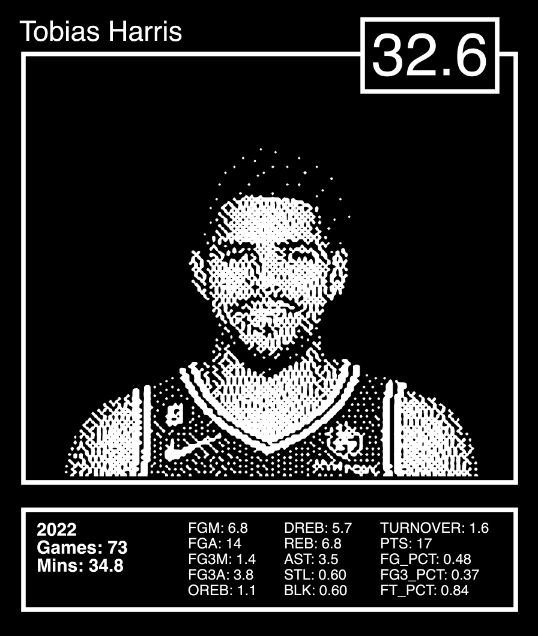 Tobias Harris
32.6
2022
Games: 73
Mins: 34.8
FGM: 6.8
FGA: 14
FG3M: 1.4
FG3A: 3.8
OREB: 1.1
DREB: 5.7
REB: 6.8
AST: 3.5
STL: 0.60
BLK: 0.60
TURNOVER: 1.6
PTS: 17
FG_PCT: 0.48
FG3_PCT: 0.37
FT_PCT: 0.84